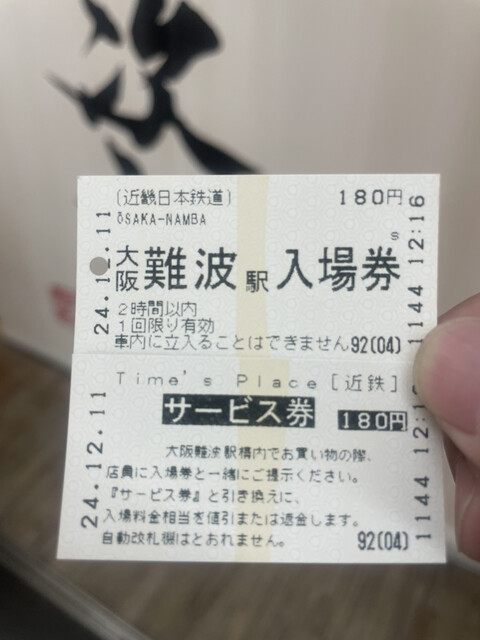 次
(近畿日本鉄道) 180円
ŌSAKA-NAMBA
大阪難波駅入場券 s
2時間以内
1回限り有効
車内に立入ることはできません 92(04)
24.12.11
1144 12:16
Time's Place [近鉄]
サービス券 180円
大阪難波駅構内でお買い物の際、
店員に入場券と一緒にご提示ください。
『サービス券』と引き換えに、
入場料金相当を値引または返金します。
自動改札機はとおれません。 92(04)
24.12.11
1144 12:1